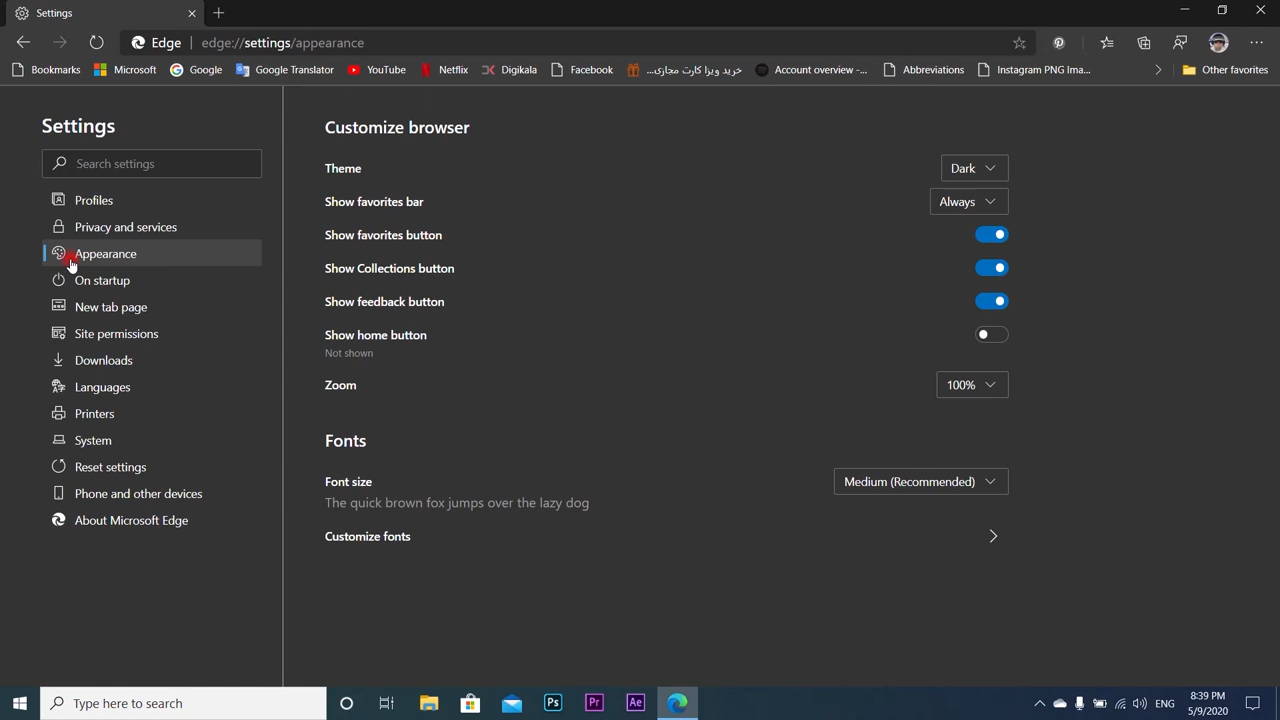 Settings
Edge edge://settings/appearance
Bookmarks Microsoft Google Google Translator YouTube Netflix Digikala Facebook خرید ویزا کارت مجازی... Account overview -... Abbreviations Instagram PNG Ima... Other favorites
Settings
Search settings
Profiles
Privacy and services
Appearance
On startup
New tab page
Site permissions
Downloads
Languages
Printers
System
Reset settings
Phone and other devices
About Microsoft Edge
Customize browser
Theme Dark
Show favorites bar Always
Show favorites button
Show Collections button
Show feedback button
Show home button
Not shown
Zoom 100%
Fonts
Font size Medium (Recommended)
The quick brown fox jumps over the lazy dog
Customize fonts
Type here to search
Ps Pr Ae
ENG
8:39 PM
5/9/2020